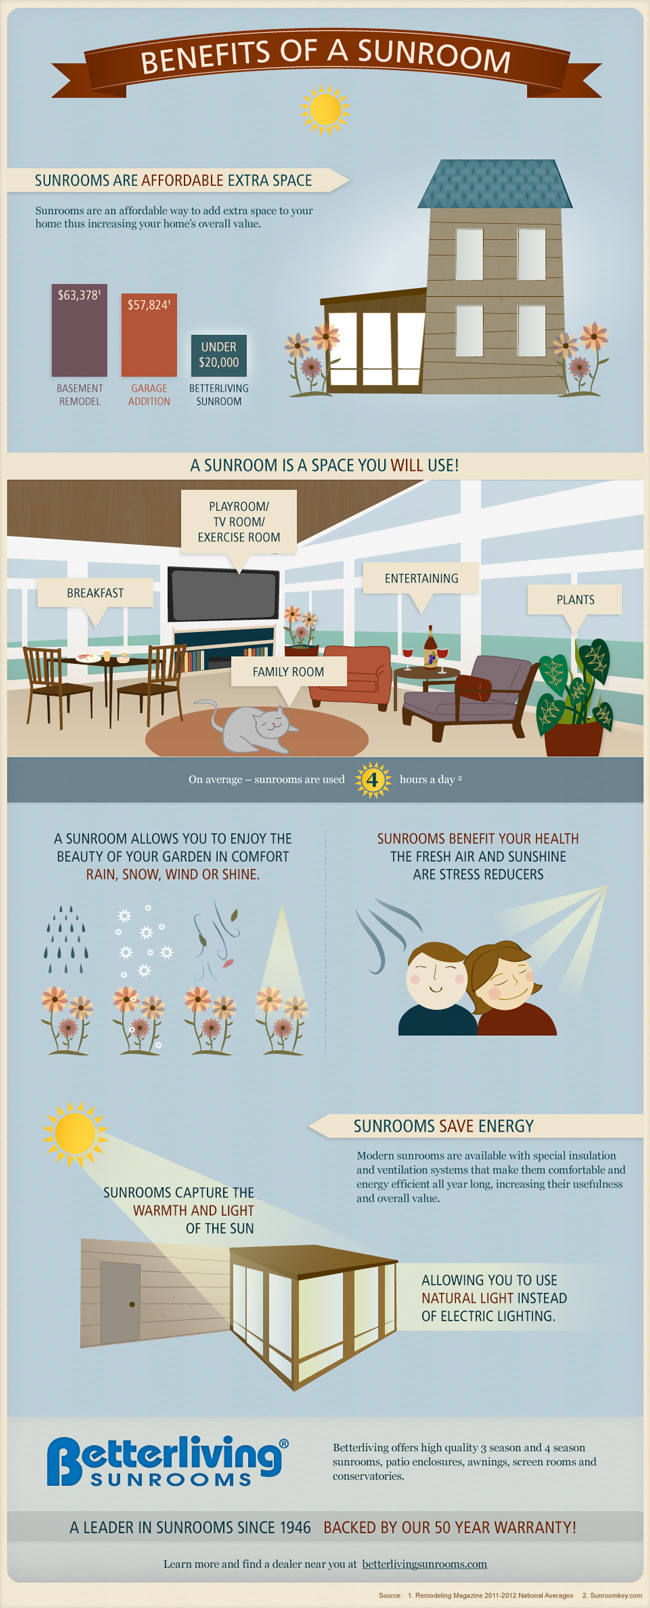 BENEFITS OF A SUNROOM
SUNROOMS ARE AFFORDABLE EXTRA SPACE
Sunrooms are an affordable way to add extra space to your
home thus increasing your home's overall value.
$63,378¹
$57,824¹
UNDER
$20,000
BASEMENT
REMODEL
GARAGE
ADDITION
BETTERLIVING
SUNROOM
A SUNROOM IS A SPACE YOU WILL USE!
PLAYROOM/
TV ROOM/
EXERCISE ROOM
BREAKFAST
ENTERTAINING
PLANTS
FAMILY ROOM
On average – sunrooms are used 4 hours a day ²
A SUNROOM ALLOWS YOU TO ENJOY THE
BEAUTY OF YOUR GARDEN IN COMFORT
RAIN, SNOW, WIND OR SHINE.
SUNROOMS BENEFIT YOUR HEALTH
THE FRESH AIR AND SUNSHINE
ARE STRESS REDUCERS
SUNROOMS SAVE ENERGY
Modern sunrooms are available with special insulation
and ventilation systems that make them comfortable and
energy efficient all year long, increasing their usefulness
and overall value.
SUNROOMS CAPTURE THE
WARMTH AND LIGHT
OF THE SUN
ALLOWING YOU TO USE
NATURAL LIGHT INSTEAD
OF ELECTRIC LIGHTING.
Betterliving®
SUNROOMS
Betterliving offers high quality 3 season and 4 season
sunrooms, patio enclosures, awnings, screen rooms and
conservatories.
A LEADER IN SUNROOMS SINCE 1946 BACKED BY OUR 50 YEAR WARRANTY!
Learn more and find a dealer near you at betterlivingsunrooms.com
Source: 1. Remodeling Magazine 2011-2012 National Averages 2. Sunroomkey.com